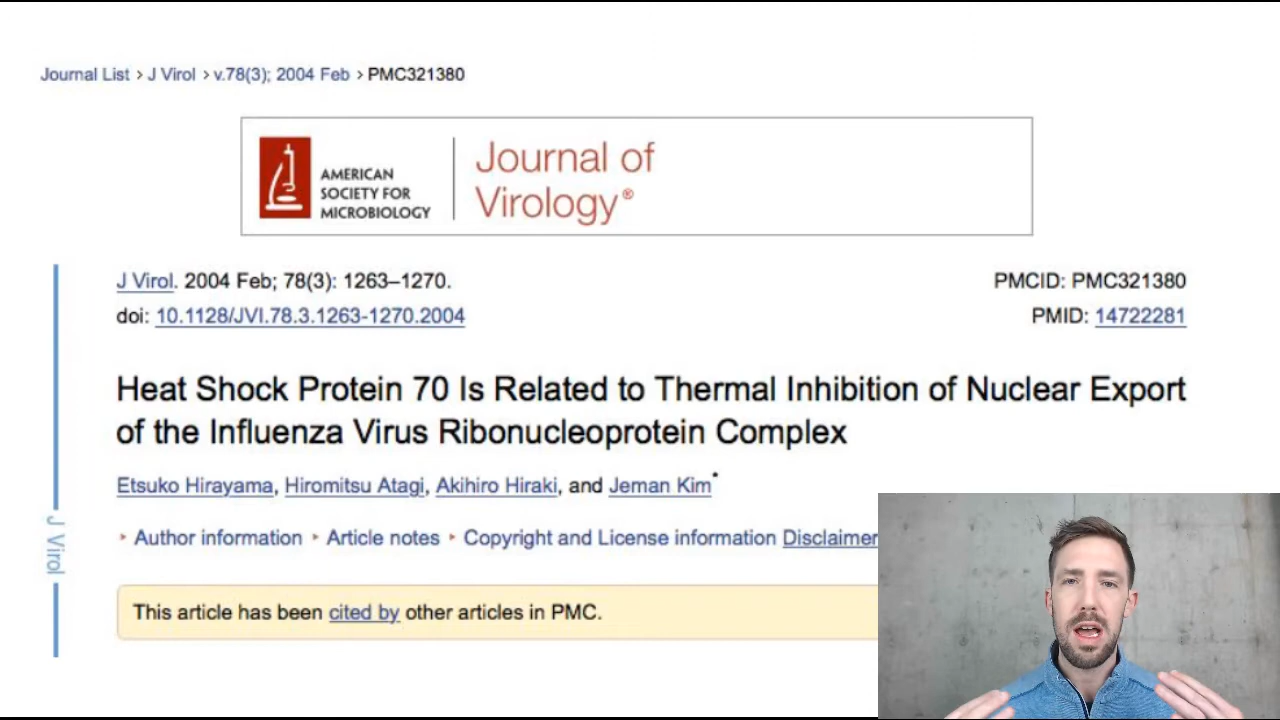 Journal List > J Virol > v.78(3); 2004 Feb > PMC321380
AMERICAN
SOCIETY FOR
MICROBIOLOGY
Journal of
Virology®
J Virol. 2004 Feb; 78(3): 1263–1270.
PMCID: PMC321380
doi: 10.1128/JVI.78.3.1263-1270.2004
PMID: 14722281
Heat Shock Protein 70 Is Related to Thermal Inhibition of Nuclear Export
of the Influenza Virus Ribonucleoprotein Complex
Etsuko Hirayama, Hiromitsu Atagi, Akihiro Hiraki, and Jeman Kim*
‣ Author information ‣ Article notes ‣ Copyright and License information Disclaimer
This article has been cited by other articles in PMC.
J Virol